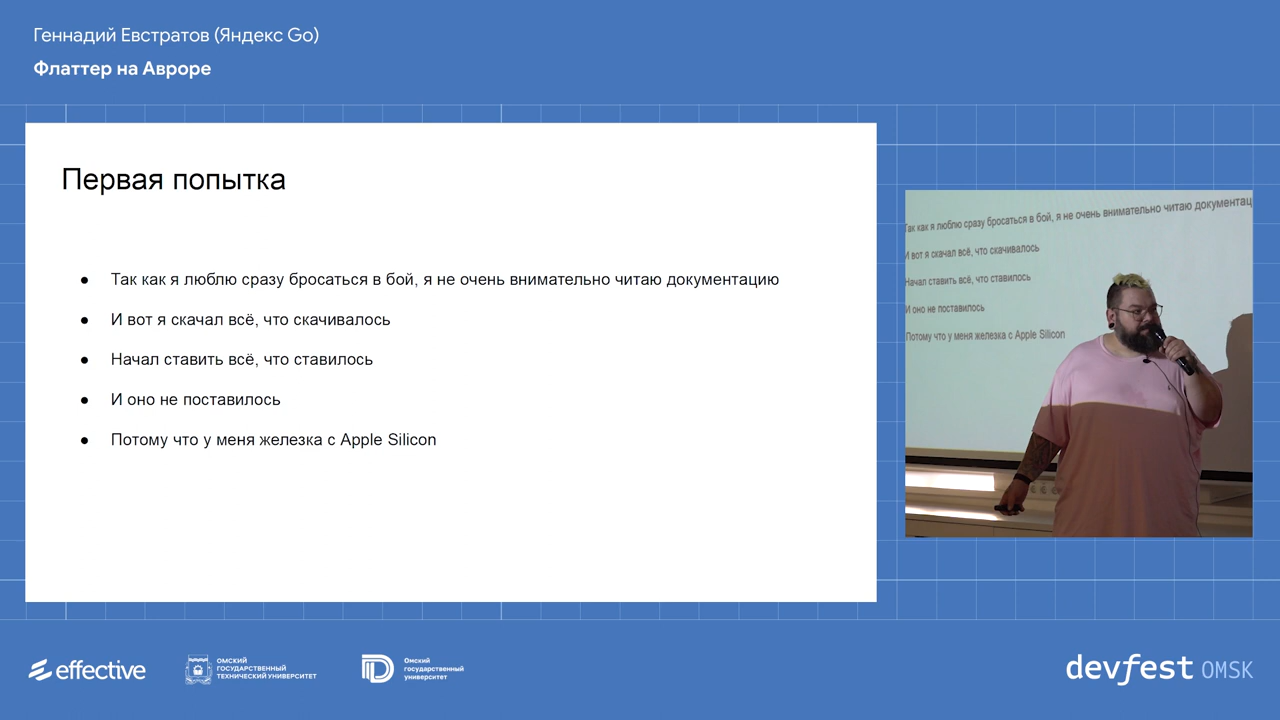 Геннадий Евстратов (Яндекс Go)
Флаттер на Авроре
Первая попытка
● Так как я люблю сразу бросаться в бой, я не очень внимательно читаю документацию
● И вот я скачал всё, что скачивалось
● Начал ставить всё, что ставилось
● И оно не поставилось
● Потому что у меня железка с Apple Silicon
Так как я люблю сразу бросаться в бой, я не очень внимательно читаю документац
И вот я скачал всё, что скачивалось
Начал ставить всё, что ставилось
И оно не поставилось
Потому что у меня железка с Apple Silicon
effective
ОМСКИЙ
ГОСУДАРСТВЕННЫЙ
ТЕХНИЧЕСКИЙ УНИВЕРСИТЕТ
Омский
государственный
университет
devfest OMSK